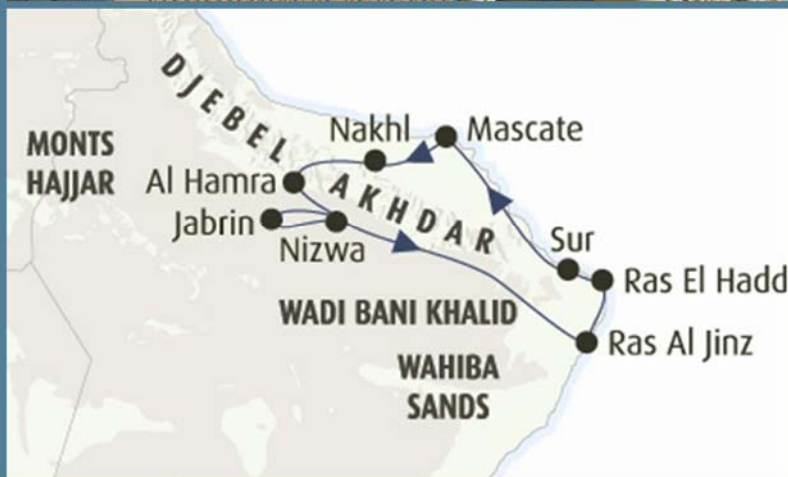 DJEBEL AKHDAR
MONTS
HAJJAR
Nakhl
Mascate
Al Hamra
Jabrin
Nizwa
Sur
Ras El Hadd
WADI BANI KHALID
Ras Al Jinz
WAHIBA
SANDS